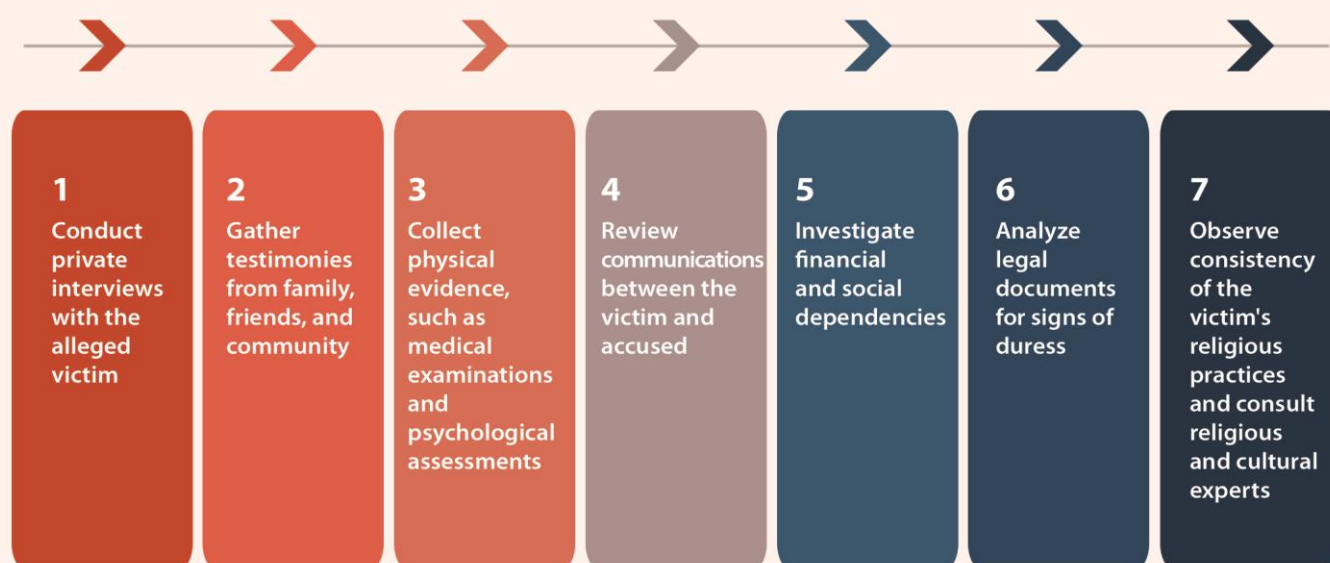 1
Conduct
private
interviews
with the
alleged
victim
2
Gather
testimonies
from family,
friends, and
community
3
Collect
physical
evidence,
such as
medical
examinations
and
psychological
assessments
4
Review
communications
between the
victim and
accused
5
Investigate
financial
and social
dependencies
6
Analyze
legal
documents
for signs of
duress
7
Observe
consistency
of the
victim's
religious
practices
and consult
religious
and cultural
experts